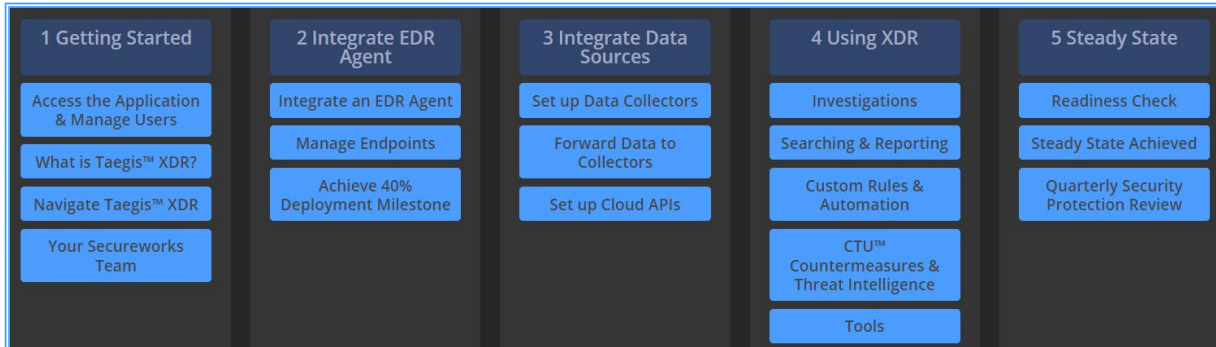 1 Getting Started
Access the Application
& Manage Users
What is Taegis™ XDR?
Navigate Taegis™ XDR
Your Secureworks
Team
2 Integrate EDR
Agent
Integrate an EDR Agent
Manage Endpoints
Achieve 40%
Deployment Milestone
3 Integrate Data
Sources
Set up Data Collectors
Forward Data to
Collectors
Set up Cloud APIs
4 Using XDR
Investigations
Searching & Reporting
Custom Rules &
Automation
CTU™
Countermeasures &
Threat Intelligence
Tools
5 Steady State
Readiness Check
Steady State Achieved
Quarterly Security
Protection Review